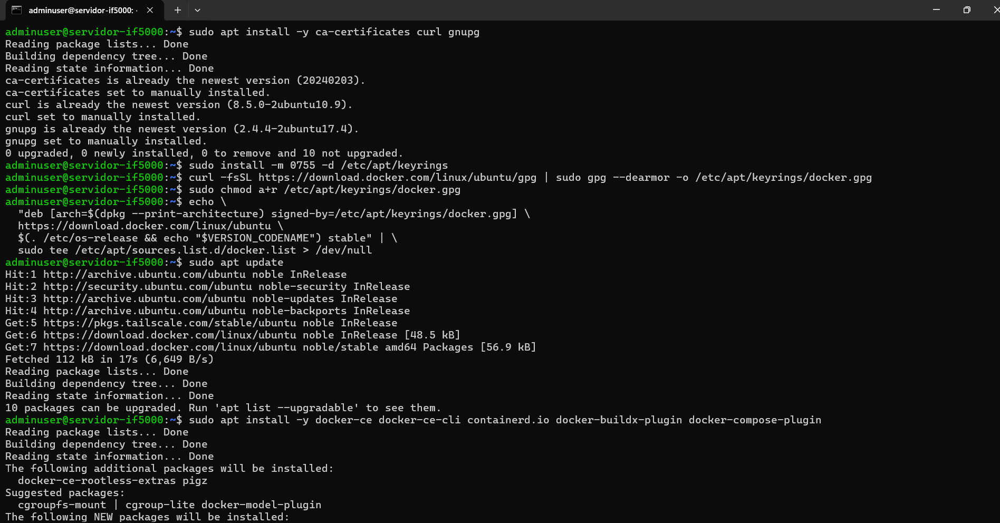 adminuser@servidor-if5000: ~
adminuser@servidor-if5000:~$ sudo apt install -y ca-certificates curl gnupg
Reading package lists... Done
Building dependency tree... Done
Reading state information... Done
ca-certificates is already the newest version (20240203).
ca-certificates set to manually installed.
curl is already the newest version (8.5.0-2ubuntu10.9).
curl set to manually installed.
gnupg is already the newest version (2.4.4-2ubuntu17.4).
gnupg set to manually installed.
0 upgraded, 0 newly installed, 0 to remove and 10 not upgraded.
adminuser@servidor-if5000:~$ sudo install -m 0755 -d /etc/apt/keyrings
adminuser@servidor-if5000:~$ curl -fsSL https://download.docker.com/linux/ubuntu/gpg | sudo gpg --dearmor -o /etc/apt/keyrings/docker.gpg
adminuser@servidor-if5000:~$ sudo chmod a+r /etc/apt/keyrings/docker.gpg
adminuser@servidor-if5000:~$ echo \
  "deb [arch=$(dpkg --print-architecture) signed-by=/etc/apt/keyrings/docker.gpg] \
  https://download.docker.com/linux/ubuntu \
  $(. /etc/os-release && echo "$VERSION_CODENAME") stable" | \
  sudo tee /etc/apt/sources.list.d/docker.list > /dev/null
adminuser@servidor-if5000:~$ sudo apt update
Hit:1 http://archive.ubuntu.com/ubuntu noble InRelease
Hit:2 http://security.ubuntu.com/ubuntu noble-security InRelease
Hit:3 http://archive.ubuntu.com/ubuntu noble-updates InRelease
Hit:4 http://archive.ubuntu.com/ubuntu noble-backports InRelease
Get:5 https://pkgs.tailscale.com/stable/ubuntu noble InRelease
Get:6 https://download.docker.com/linux/ubuntu noble InRelease [48.5 kB]
Get:7 https://download.docker.com/linux/ubuntu noble/stable amd64 Packages [56.9 kB]
Fetched 112 kB in 17s (6,649 B/s)
Reading package lists... Done
Building dependency tree... Done
Reading state information... Done
10 packages can be upgraded. Run 'apt list --upgradable' to see them.
adminuser@servidor-if5000:~$ sudo apt install -y docker-ce docker-ce-cli containerd.io docker-buildx-plugin docker-compose-plugin
Reading package lists... Done
Building dependency tree... Done
Reading state information... Done
The following additional packages will be installed:
  docker-ce-rootless-extras pigz
Suggested packages:
  cgroupfs-mount | cgroup-lite docker-model-plugin
The following NEW packages will be installed: